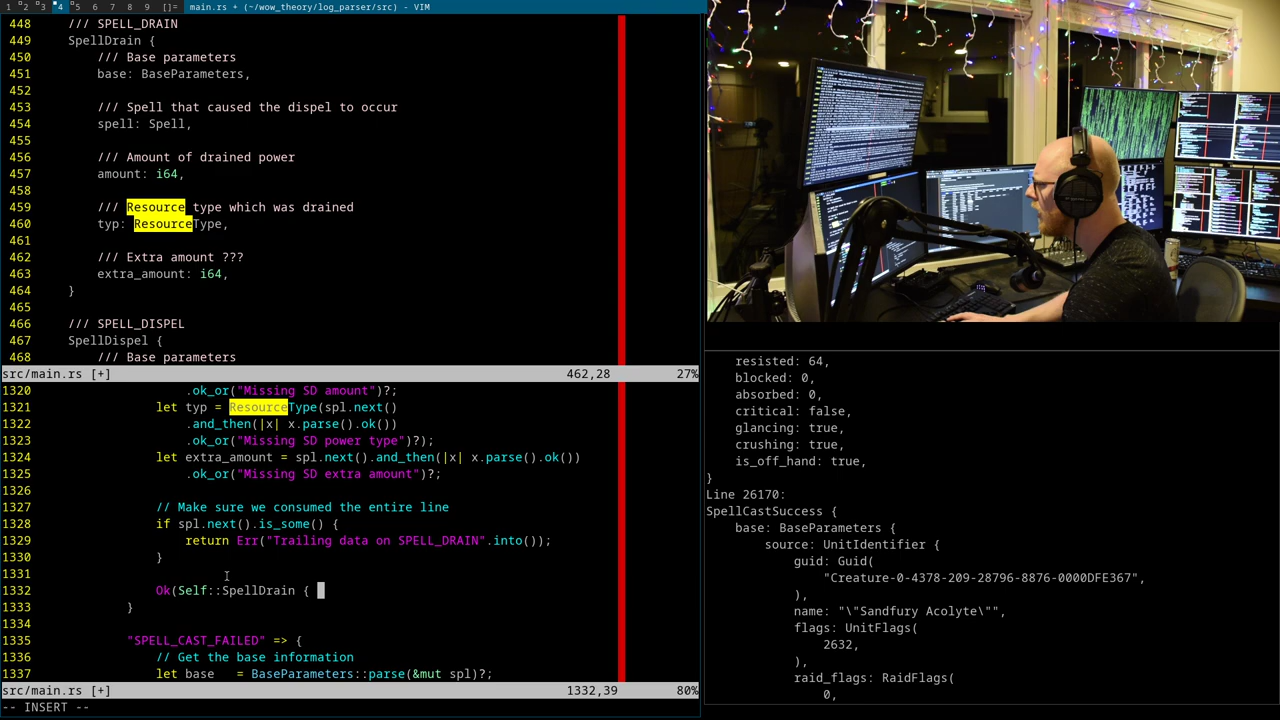 1 2 3 4 5 6 7 8 9 []= main.rs + (~/wow_theory/log_parser/src) - VIM
448 /// SPELL_DRAIN
449 SpellDrain {
450 /// Base parameters
451 base: BaseParameters,
452
453 /// Spell that caused the dispel to occur
454 spell: Spell,
455
456 /// Amount of drained power
457 amount: i64,
458
459 /// Resource type which was drained
460 typ: ResourceType,
461
462 /// Extra amount ???
463 extra_amount: i64,
464 }
465
466 /// SPELL_DISPEL
467 SpellDispel {
468 /// Base parameters
src/main.rs [+] 462,28 27%
1320 .ok_or("Missing SD amount")?;
1321 let typ = ResourceType(spl.next()
1322 .and_then(|x| x.parse().ok())
1323 .ok_or("Missing SD power type")?);
1324 let extra_amount = spl.next().and_then(|x| x.parse().ok())
1325 .ok_or("Missing SD extra amount")?;
1326
1327 // Make sure we consumed the entire line
1328 if spl.next().is_some() {
1329 return Err("Trailing data on SPELL_DRAIN".into());
1330 }
1331
1332 Ok(Self::SpellDrain {
1333 }
1334
1335 "SPELL_CAST_FAILED" => {
1336 // Get the base information
1337 let base = BaseParameters::parse(&mut spl)?;
src/main.rs [+] 1332,39 80%
-- INSERT --
resisted: 64,
blocked: 0,
absorbed: 0,
critical: false,
glancing: true,
crushing: true,
is_off_hand: true,
}
Line 26170:
SpellCastSuccess {
base: BaseParameters {
source: UnitIdentifier {
guid: Guid(
"Creature-0-4378-209-28796-8876-0000DFE367",
),
name: "\"Sandfury Acolyte\"",
flags: UnitFlags(
2632,
),
raid_flags: RaidFlags(
0,